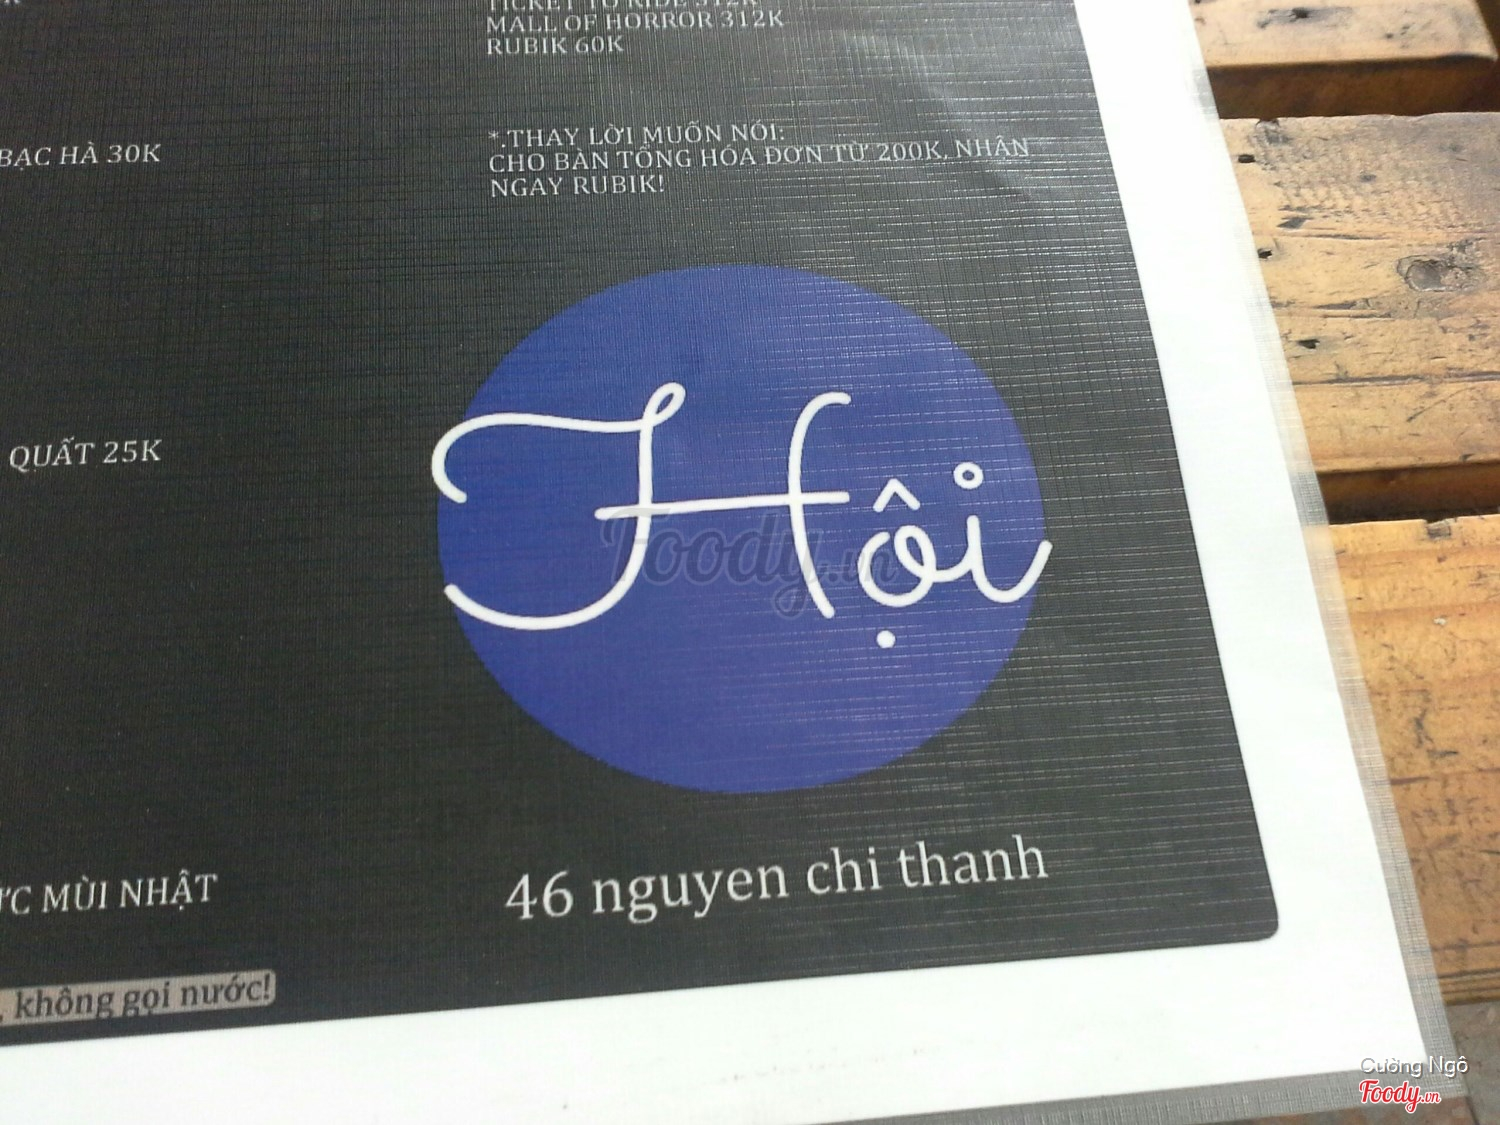 TICKET TO RIDE 312K
MALL OF HORROR 312K
RUBIK 60K
*.THAY LỜI MUỐN NÓI:
CHO BÀN TỔNG HÓA ĐƠN TỪ 200K, NHẬN
NGAY RUBIK!
BẠC HÀ 30K
QUẤT 25K
MÙI NHẬT
, không gọi nước!
Hội
46 nguyen chi thanh
Foody.vn
Cường Ngô
Foody.vn